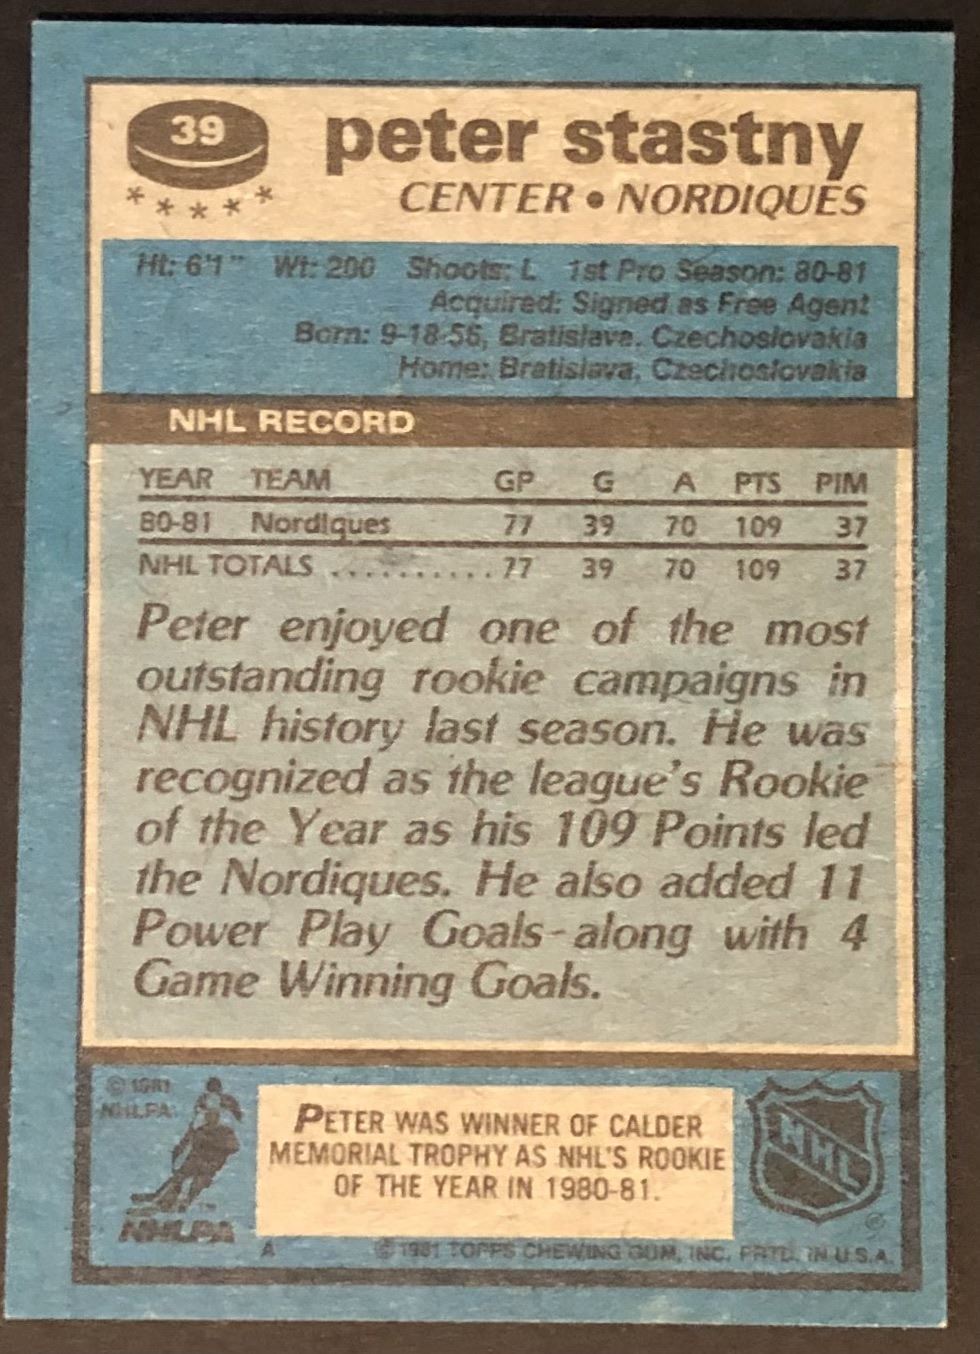 39
peter stastny
CENTER • NORDIQUES
Ht: 6'1" Wt: 200 Shoots: L 1st Pro Season: 80-81
Acquired: Signed as Free Agent
Born: 9-18-56, Bratislava, Czechoslovakia
Home: Bratislava, Czechoslovakia
NHL RECORD
YEAR TEAM GP G A PTS PIM
80-81 Nordiques 77 39 70 109 37
NHL TOTALS ........... 77 39 70 109 37
Peter enjoyed one of the most
outstanding rookie campaigns in
NHL history last season. He was
recognized as the league's Rookie
of the Year as his 109 Points led
the Nordiques. He also added 11
Power Play Goals-along with 4
Game Winning Goals.
© 1981
NHLPA
NHLPA
PETER WAS WINNER OF CALDER
MEMORIAL TROPHY AS NHL'S ROOKIE
OF THE YEAR IN 1980-81.
NHL
A © 1981 TOPPS CHEWING GUM, INC. PRTD. IN U.S.A.